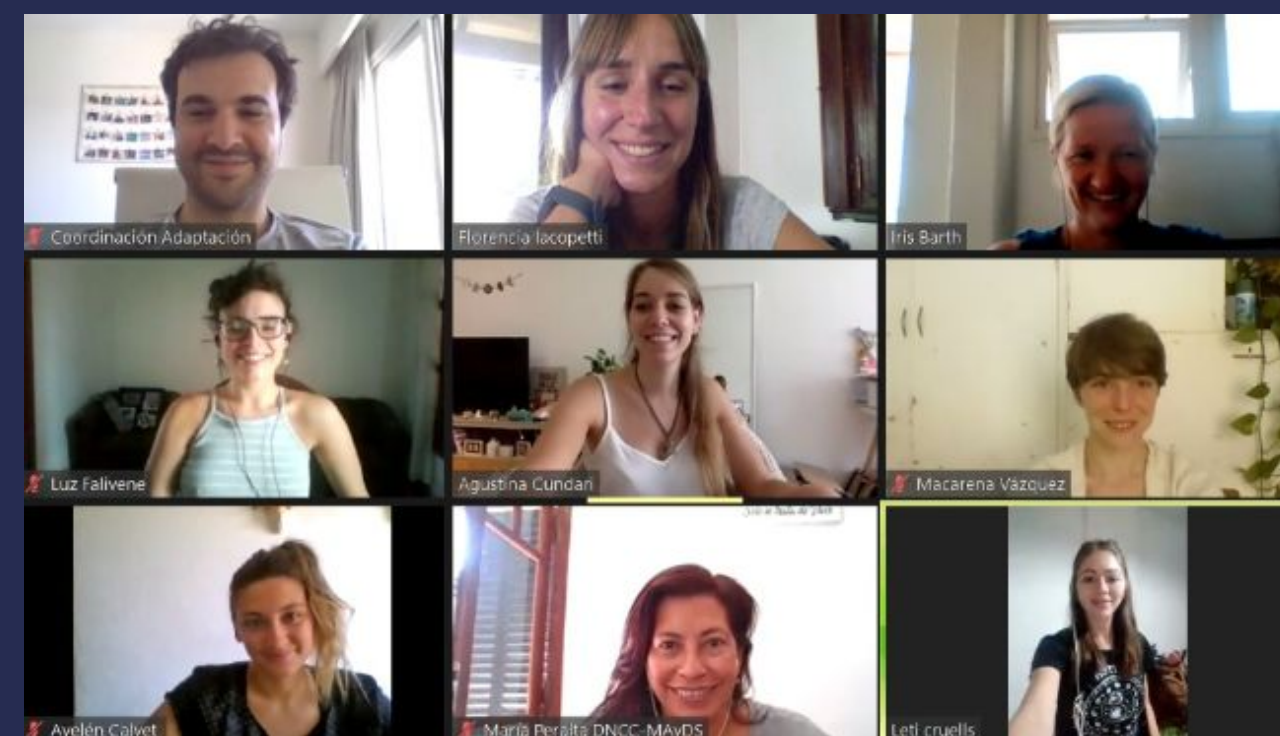 Coordinación Adaptación
Florencia Iacopetti
Iris Barth
Luz Falivene
Agustina Cundari
Macarena Vázquez
Ayelén Calvet
María Peralta DNCC-MAyDS
Leti cruells